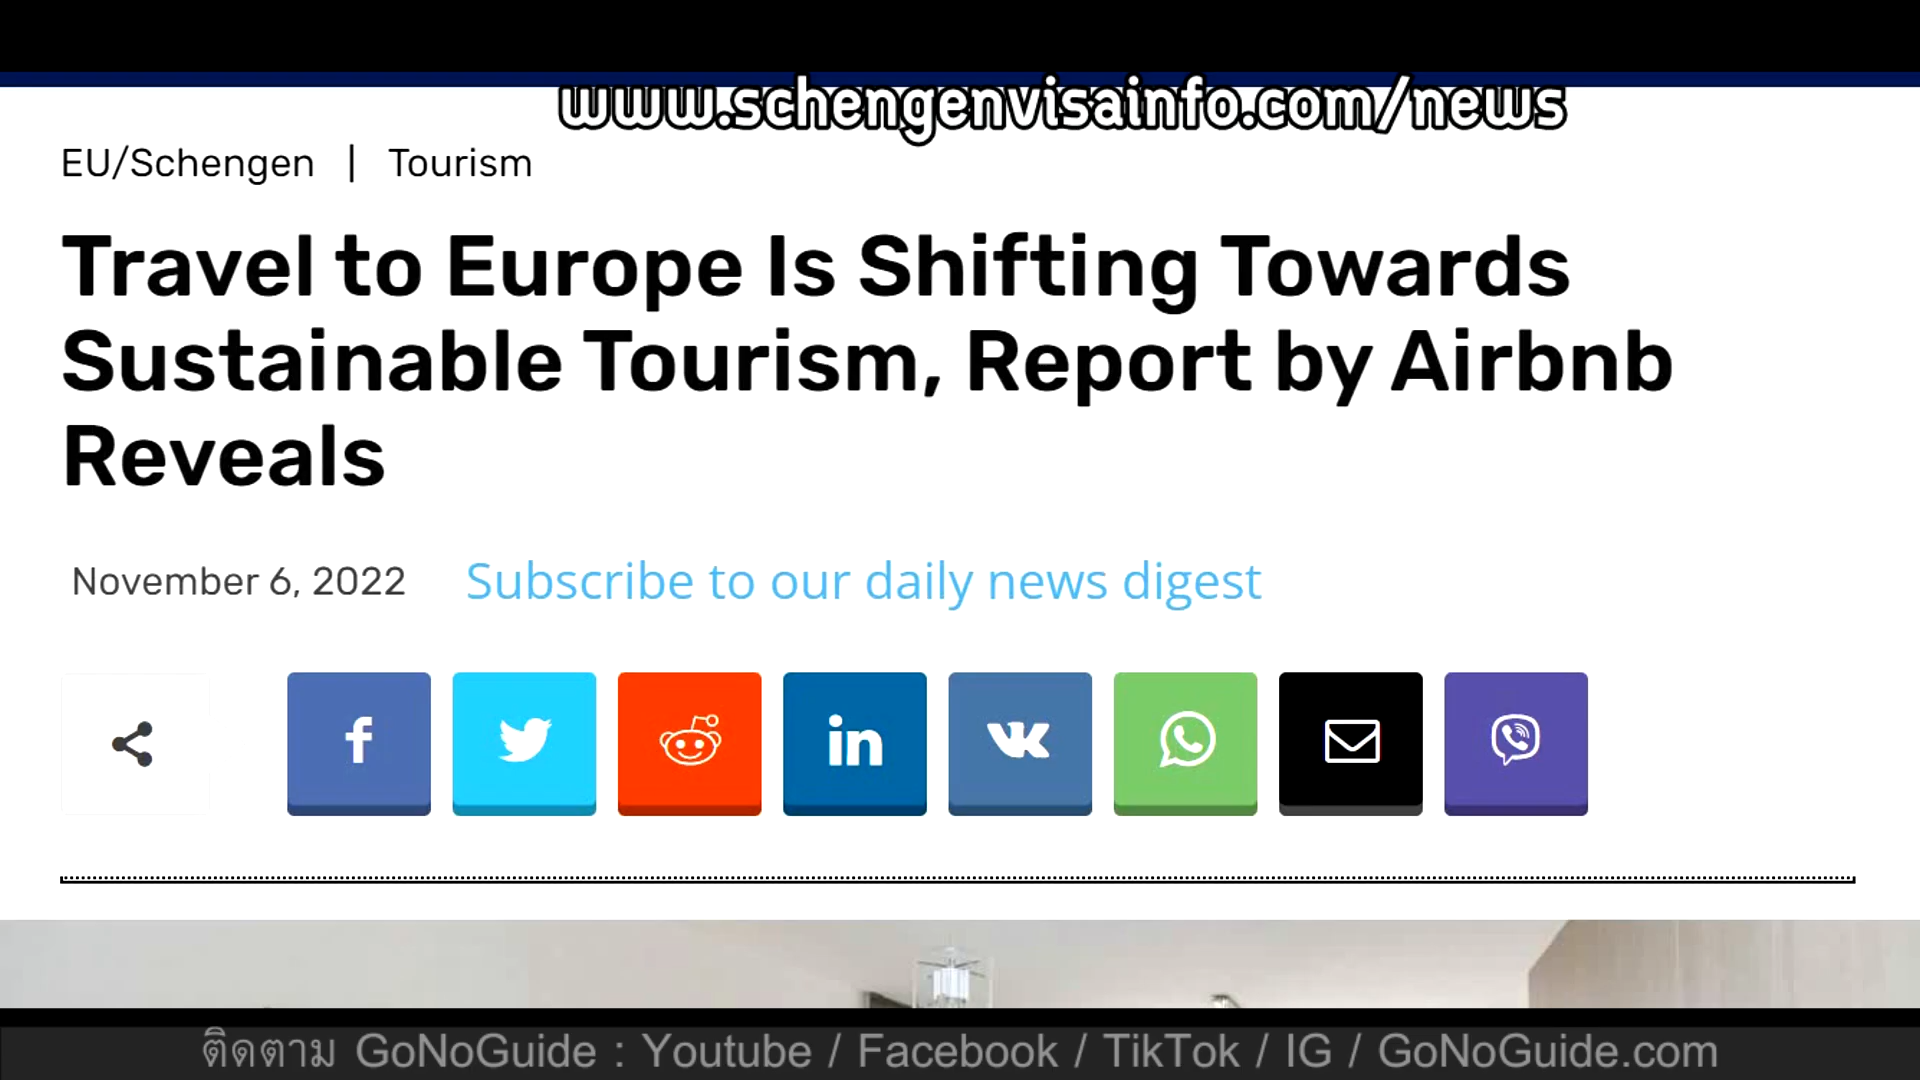 www.schengenvisainfo.com/news
EU/Schengen | Tourism
Travel to Europe Is Shifting Towards
Sustainable Tourism, Report by Airbnb
Reveals
November 6, 2022 Subscribe to our daily news digest
ติดตาม GoNoGuide : Youtube / Facebook / TikTok / IG / GoNoGuide.com